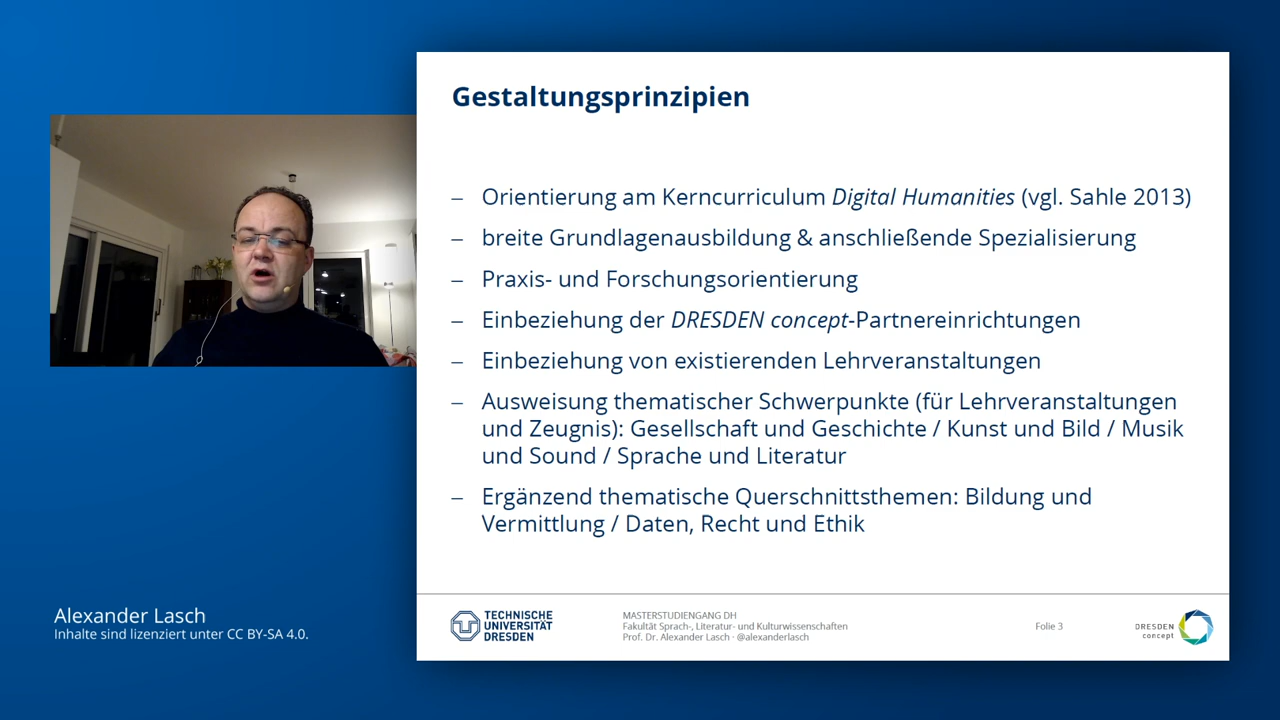 Gestaltungsprinzipien
– Orientierung am Kerncurriculum Digital Humanities (vgl. Sahle 2013)
– breite Grundlagenausbildung & anschließende Spezialisierung
– Praxis- und Forschungsorientierung
– Einbeziehung der DRESDEN concept-Partnereinrichtungen
– Einbeziehung von existierenden Lehrveranstaltungen
– Ausweisung thematischer Schwerpunkte (für Lehrveranstaltungen
und Zeugnis): Gesellschaft und Geschichte / Kunst und Bild / Musik
und Sound / Sprache und Literatur
– Ergänzend thematische Querschnittsthemen: Bildung und
Vermittlung / Daten, Recht und Ethik
Alexander Lasch
Inhalte sind lizenziert unter CC BY-SA 4.0.
TECHNISCHE
UNIVERSITÄT
DRESDEN
MASTERSTUDIENGANG DH
Fakultät Sprach-, Literatur- und Kulturwissenschaften
Prof. Dr. Alexander Lasch · @alexanderlasch
Folie 3
DRESDEN
concept